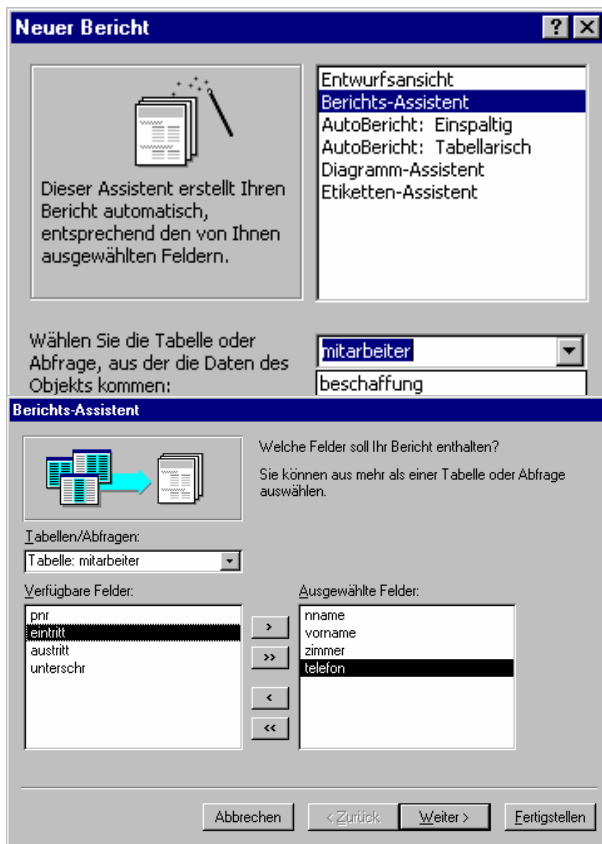 Neuer Bericht
Dieser Assistent erstellt Ihren
Bericht automatisch,
entsprechend den von Ihnen
ausgewählten Feldern.
Entwurfsansicht
Berichts-Assistent
AutoBericht: Einspaltig
AutoBericht: Tabellarisch
Diagramm-Assistent
Etiketten-Assistent
Wählen Sie die Tabelle oder
Abfrage, aus der die Daten des
Objekts kommen:
mitarbeiter
beschaffung
Berichts-Assistent
Welche Felder soll Ihr Bericht enthalten?
Sie können aus mehr als einer Tabelle oder Abfrage
auswählen.
Tabellen/Abfragen:
Tabelle: mitarbeiter
Verfügbare Felder:
pnr
eintritt
austritt
unterschr
>
>>
<
<<
Ausgewählte Felder:
nname
vorname
zimmer
telefon
Abbrechen
< Zurück
Weiter >
Fertigstellen